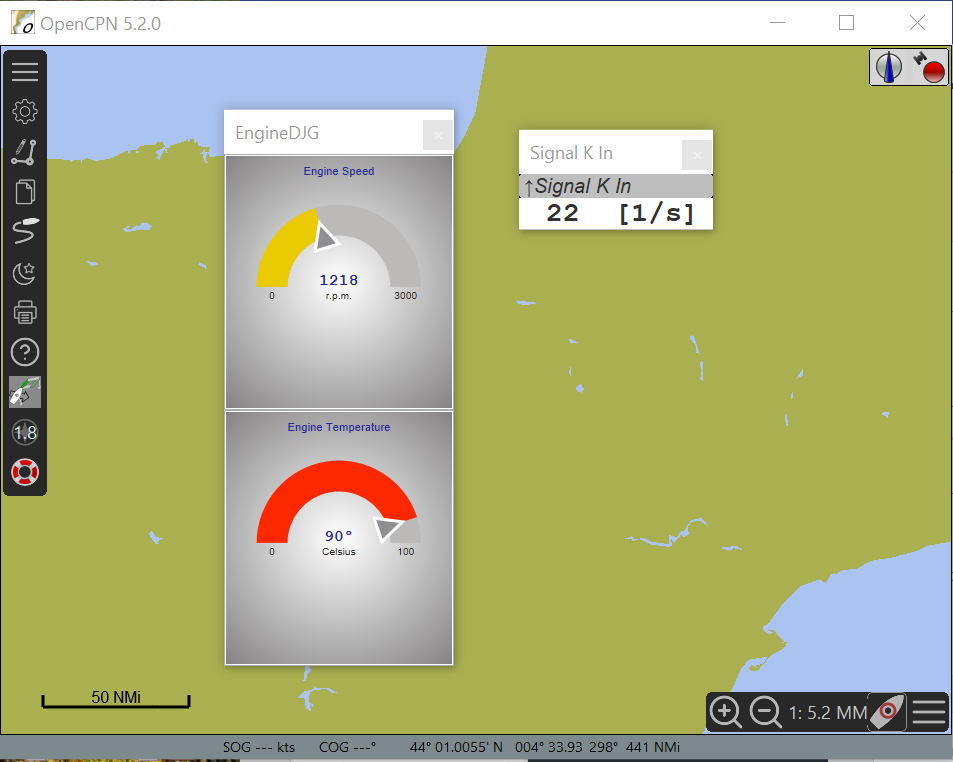 OpenCPN 5.2.0
EngineDJG
Engine Speed
1218
0 r.p.m. 3000
Engine Temperature
90°
0 Celsius 100
Signal K In
↑Signal K In
22 [1/s]
1.8
50 NMi
1: 5.2 MM
SOG --- kts COG ---° 44° 01.0055' N 004° 33.93 298° 441 NMi